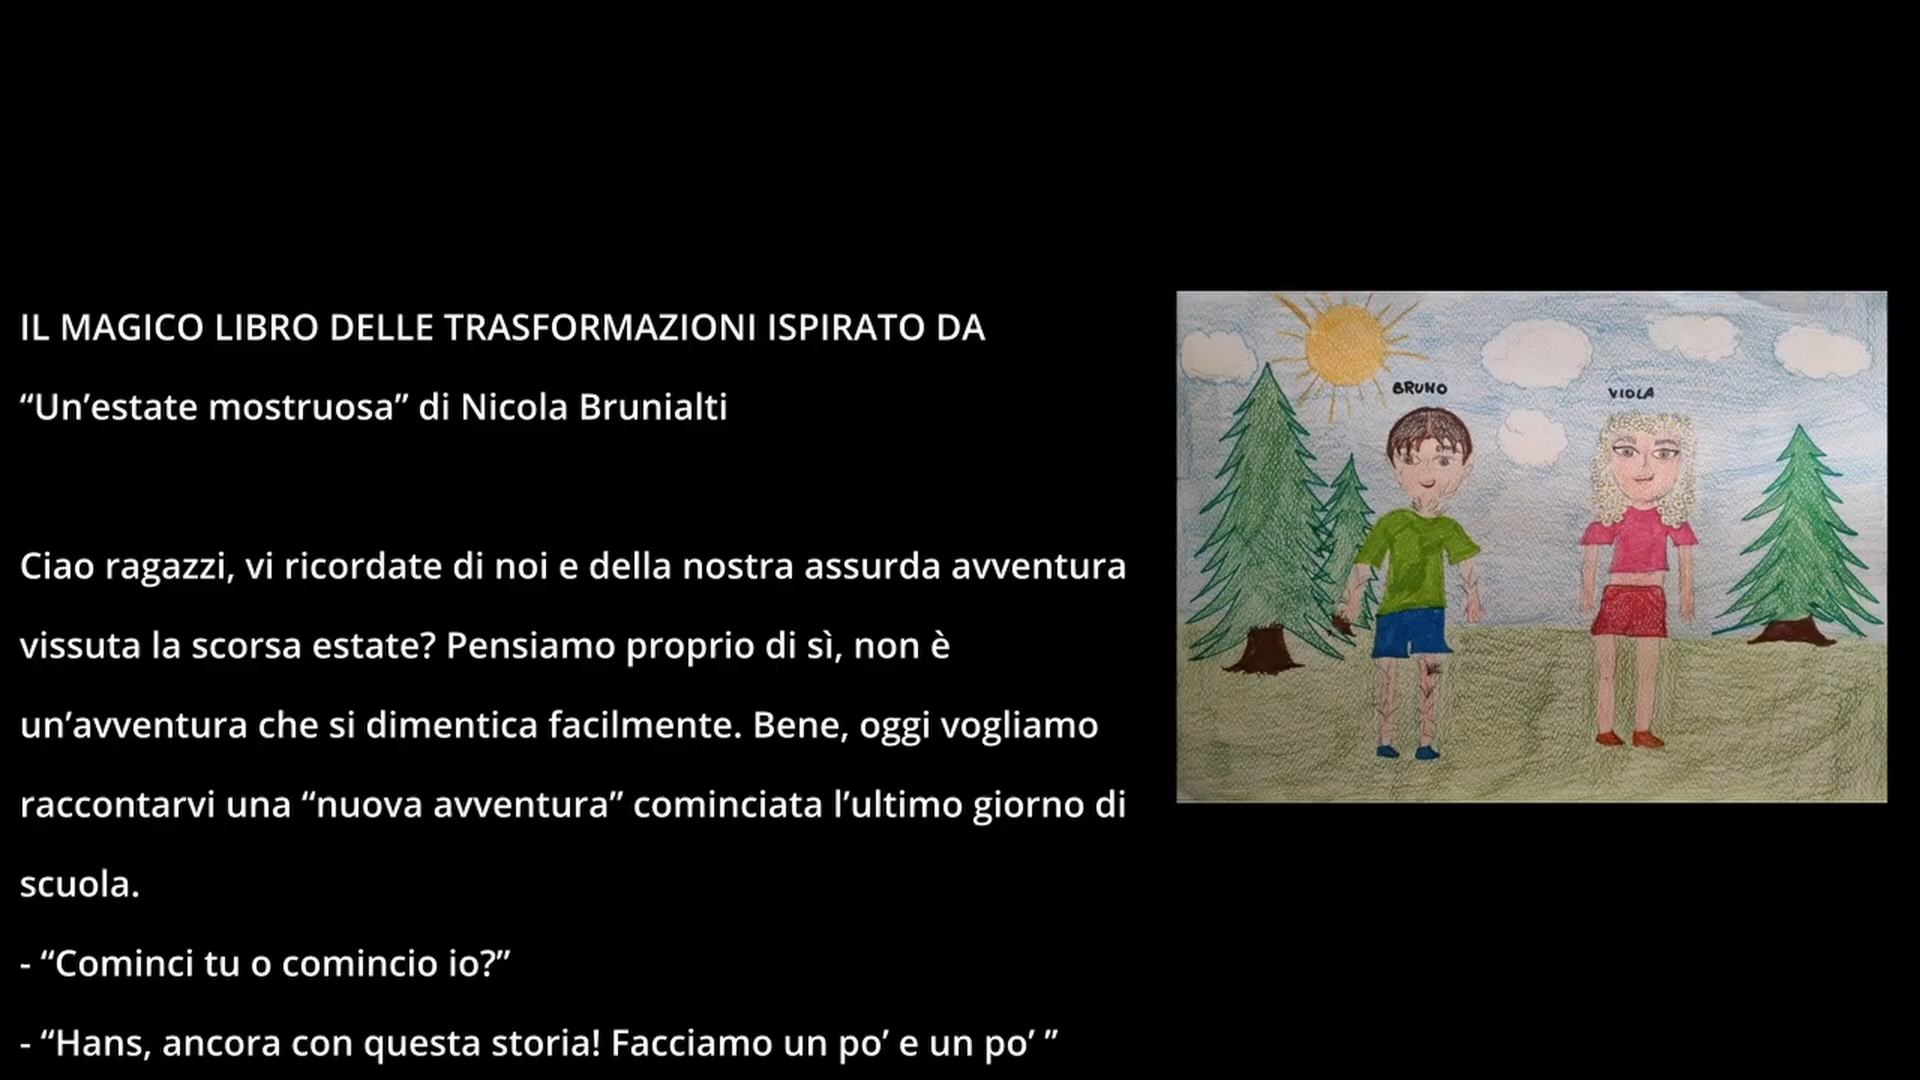 IL MAGICO LIBRO DELLE TRASFORMAZIONI ISPIRATO DA
“Un’estate mostruosa” di Nicola Brunialti
Ciao ragazzi, vi ricordate di noi e della nostra assurda avventura
vissuta la scorsa estate? Pensiamo proprio di sì, non è
un’avventura che si dimentica facilmente. Bene, oggi vogliamo
raccontarvi una “nuova avventura” cominciata l’ultimo giorno di
scuola.
- “Cominci tu o comincio io?”
- “Hans, ancora con questa storia! Facciamo un po’ e un po’ ”
BRUNO
VIOLA